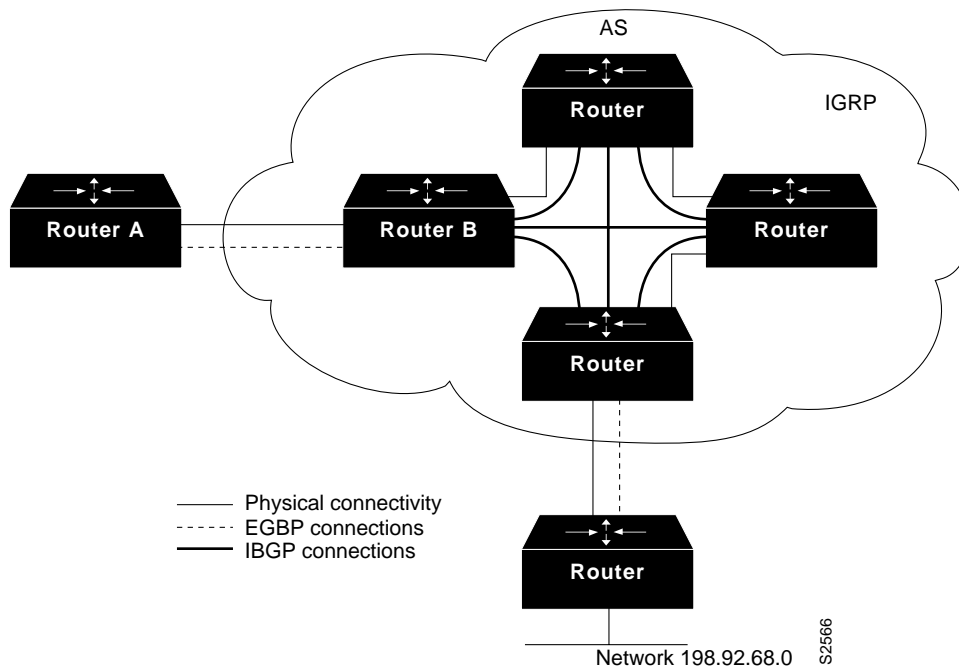 AS
Router
IGRP
Router A
Router B
Router
Router
Physical connectivity
EGBP connections
IBGP connections
Router
Network 198.92.68.0
S2566